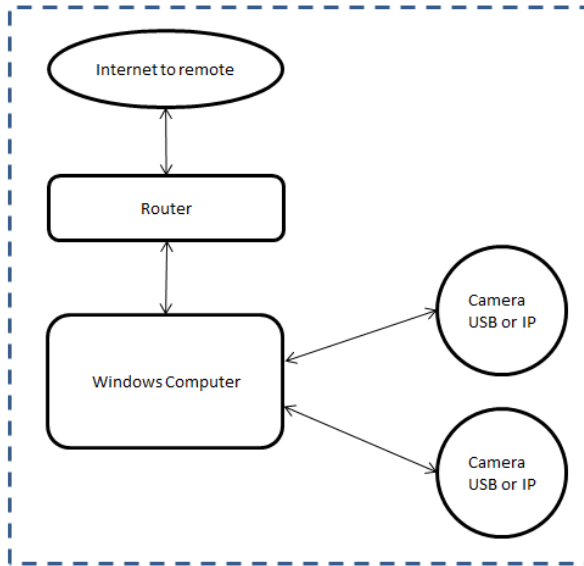 Internet to remote
Router
Camera
USB or IP
Windows Computer
Camera
USB or IP